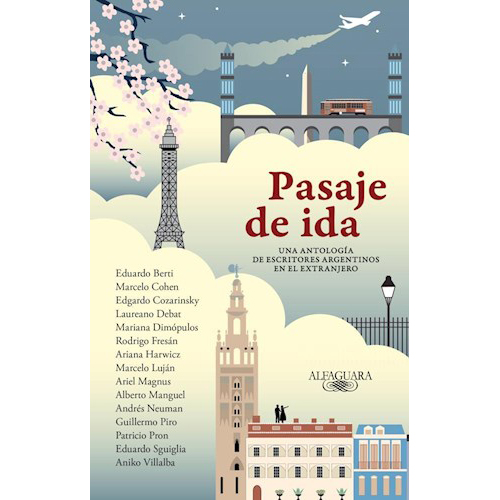 Pasaje
de ida
UNA ANTOLOGÍA
DE ESCRITORES ARGENTINOS
EN EL EXTRANJERO
Eduardo Berti
Marcelo Cohen
Edgardo Cozarinsky
Laureano Debat
Mariana Dimópulos
Rodrigo Fresán
Ariana Harwicz
Marcelo Luján
Ariel Magnus
Alberto Manguel
Andrés Neuman
Guillermo Piro
Patricio Pron
Eduardo Sguiglia
Aniko Villalba
ALFAGUARA